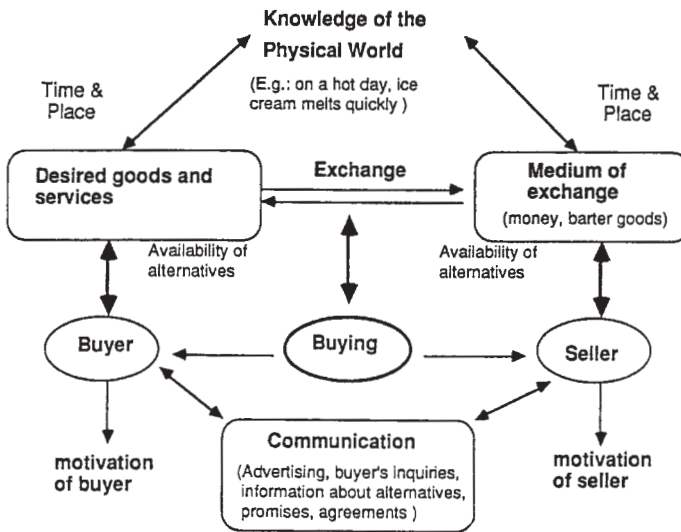 Knowledge of the
Physical World
(E.g.: on a hot day, ice
cream melts quickly )
Time &
Place
Time &
Place
Desired goods and
services
Exchange
Medium of
exchange
(money, barter goods)
Availability of
alternatives
Availability of
alternatives
Buyer
Buying
Seller
motivation
of buyer
Communication
(Advertising, buyer's inquiries,
information about alternatives,
promises, agreements )
motivation
of seller